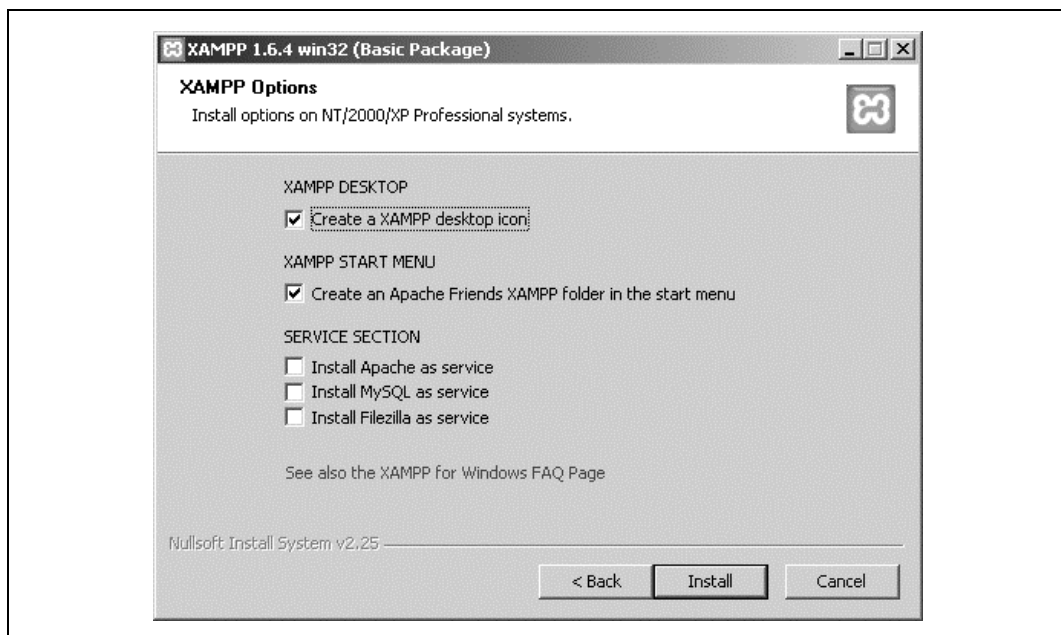 XAMPP 1.6.4 win32 (Basic Package)
XAMPP Options
Install options on NT/2000/XP Professional systems.
XAMPP DESKTOP
Create a XAMPP desktop icon
XAMPP START MENU
Create an Apache Friends XAMPP folder in the start menu
SERVICE SECTION
Install Apache as service
Install MySQL as service
Install Filezilla as service
See also the XAMPP for Windows FAQ Page
Nullsoft Install System v2.25
< Back
Install
Cancel